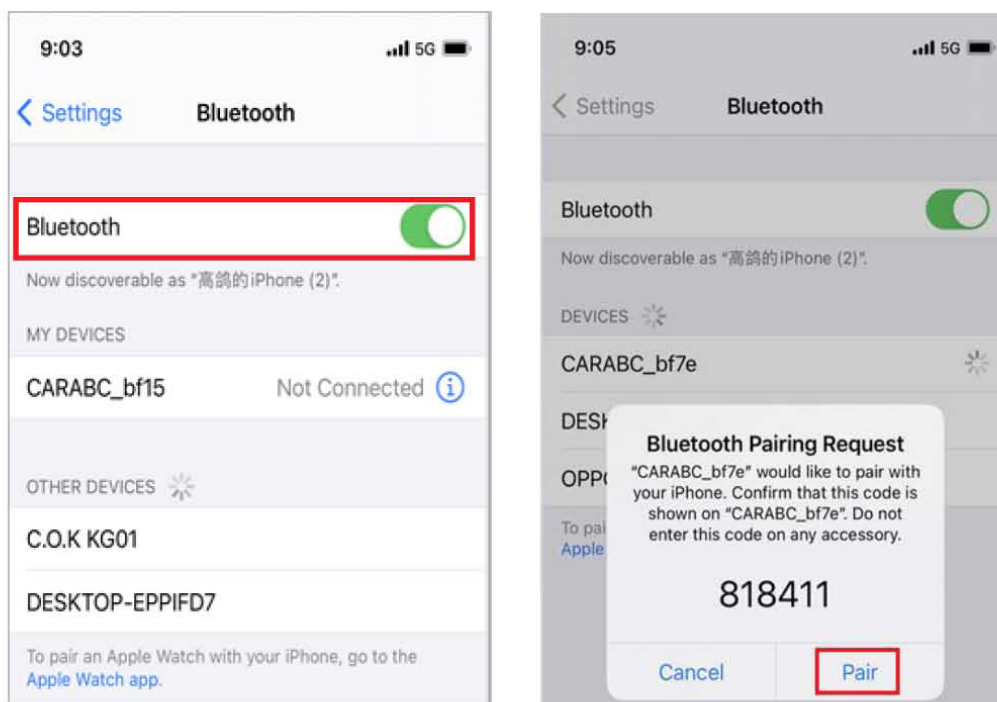 9:03
5G
Settings
Bluetooth
Bluetooth
Now discoverable as “高鸽的iPhone (2)”.
MY DEVICES
CARABC_bf15
Not Connected
OTHER DEVICES
C.O.K KG01
DESKTOP-EPPIFD7
To pair an Apple Watch with your iPhone, go to the
Apple Watch app.
9:05
5G
Settings
Bluetooth
Bluetooth
Now discoverable as “高鸽的iPhone (2)”.
DEVICES
CARABC_bf7e
DESK
OPPO
To pai
Apple
Bluetooth Pairing Request
“CARABC_bf7e” would like to pair with
your iPhone. Confirm that this code is
shown on “CARABC_bf7e”. Do not
enter this code on any accessory.
818411
Cancel
Pair